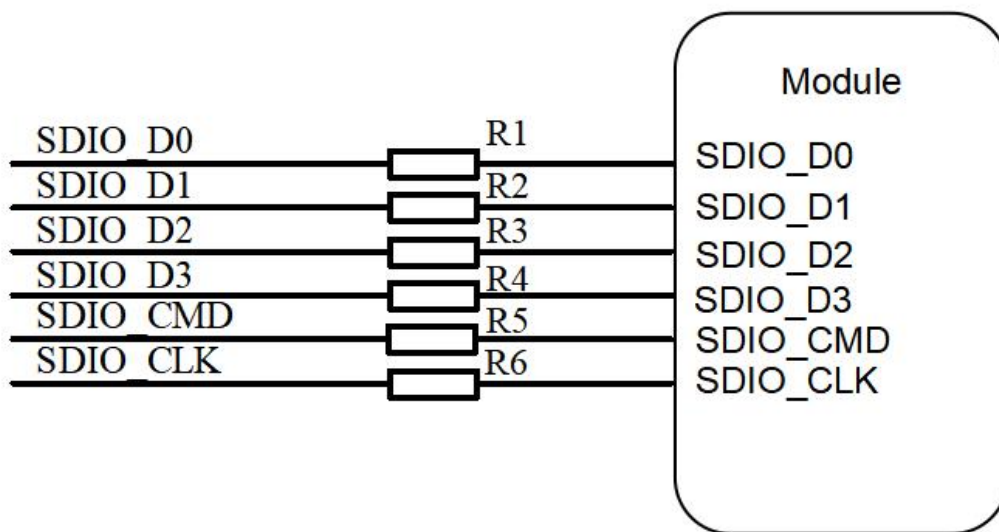 Module
SDIO_D0 R1 SDIO_D0
SDIO_D1 R2 SDIO_D1
SDIO_D2 R3 SDIO_D2
SDIO_D3 R4 SDIO_D3
SDIO_CMD R5 SDIO_CMD
SDIO_CLK R6 SDIO_CLK